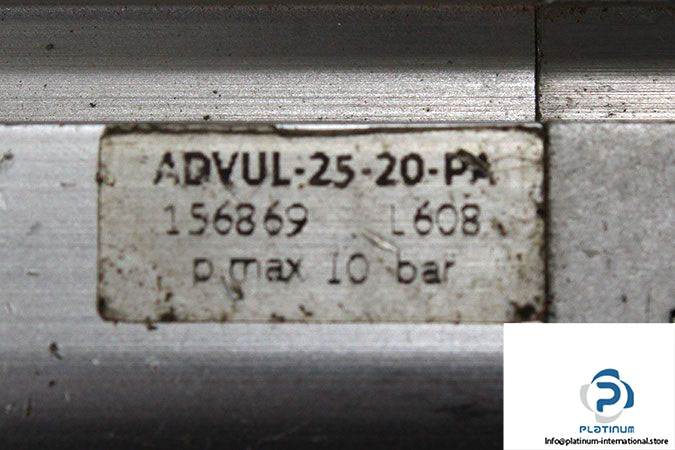 ADVUL-25-20-PA
156869 L608
p max 10 bar
PLATINUM
Info@platinum-international.store